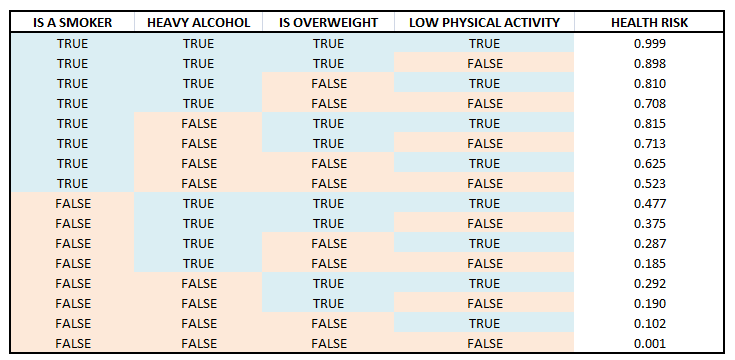 IS A SMOKER HEAVY ALCOHOL IS OVERWEIGHT LOW PHYSICAL ACTIVITY HEALTH RISK
TRUE TRUE TRUE TRUE 0.999
TRUE TRUE TRUE FALSE 0.898
TRUE TRUE FALSE TRUE 0.810
TRUE TRUE FALSE FALSE 0.708
TRUE FALSE TRUE TRUE 0.815
TRUE FALSE TRUE FALSE 0.713
TRUE FALSE FALSE TRUE 0.625
TRUE FALSE FALSE FALSE 0.523
FALSE TRUE TRUE TRUE 0.477
FALSE TRUE TRUE FALSE 0.375
FALSE TRUE FALSE TRUE 0.287
FALSE TRUE FALSE FALSE 0.185
FALSE FALSE TRUE TRUE 0.292
FALSE FALSE TRUE FALSE 0.190
FALSE FALSE FALSE TRUE 0.102
FALSE FALSE FALSE FALSE 0.001